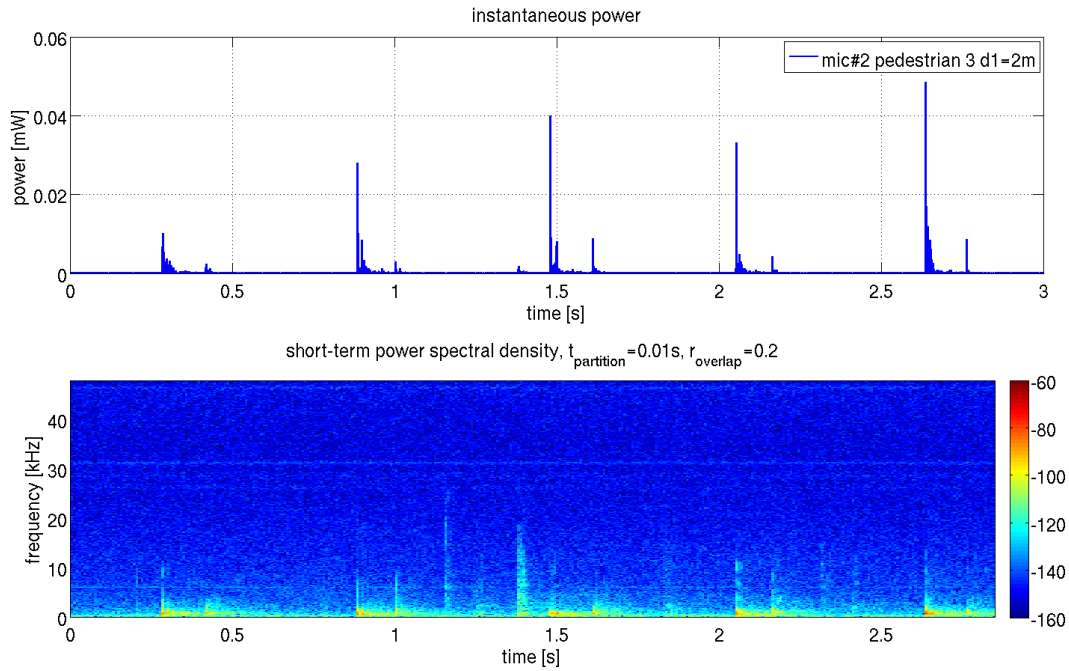 instantaneous power
0.06
mic#2 pedestrian 3 d1=2m
0.04
power [mW]
0.02
0
0 0.5 1 1.5 2 2.5 3
time [s]
short-term power spectral density, t_partition=0.01s, r_overlap=0.2
-60
40
-80
30
frequency [kHz]
-100
20
-120
10
-140
0
-160
0 0.5 1 1.5 2 2.5
time [s]